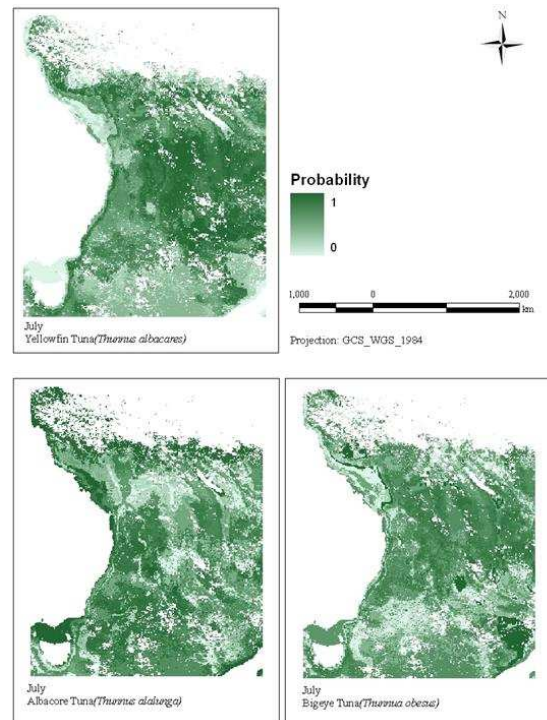 N
Probability
1
0
1,000 0 2,000
km
Projection: GCS_WGS_1984
July
Yellowfin Tuna(Thunnus albacares)
July
Albacore Tuna(Thunnus alalunga)
July
Bigeye Tuna(Thunnua obesus)